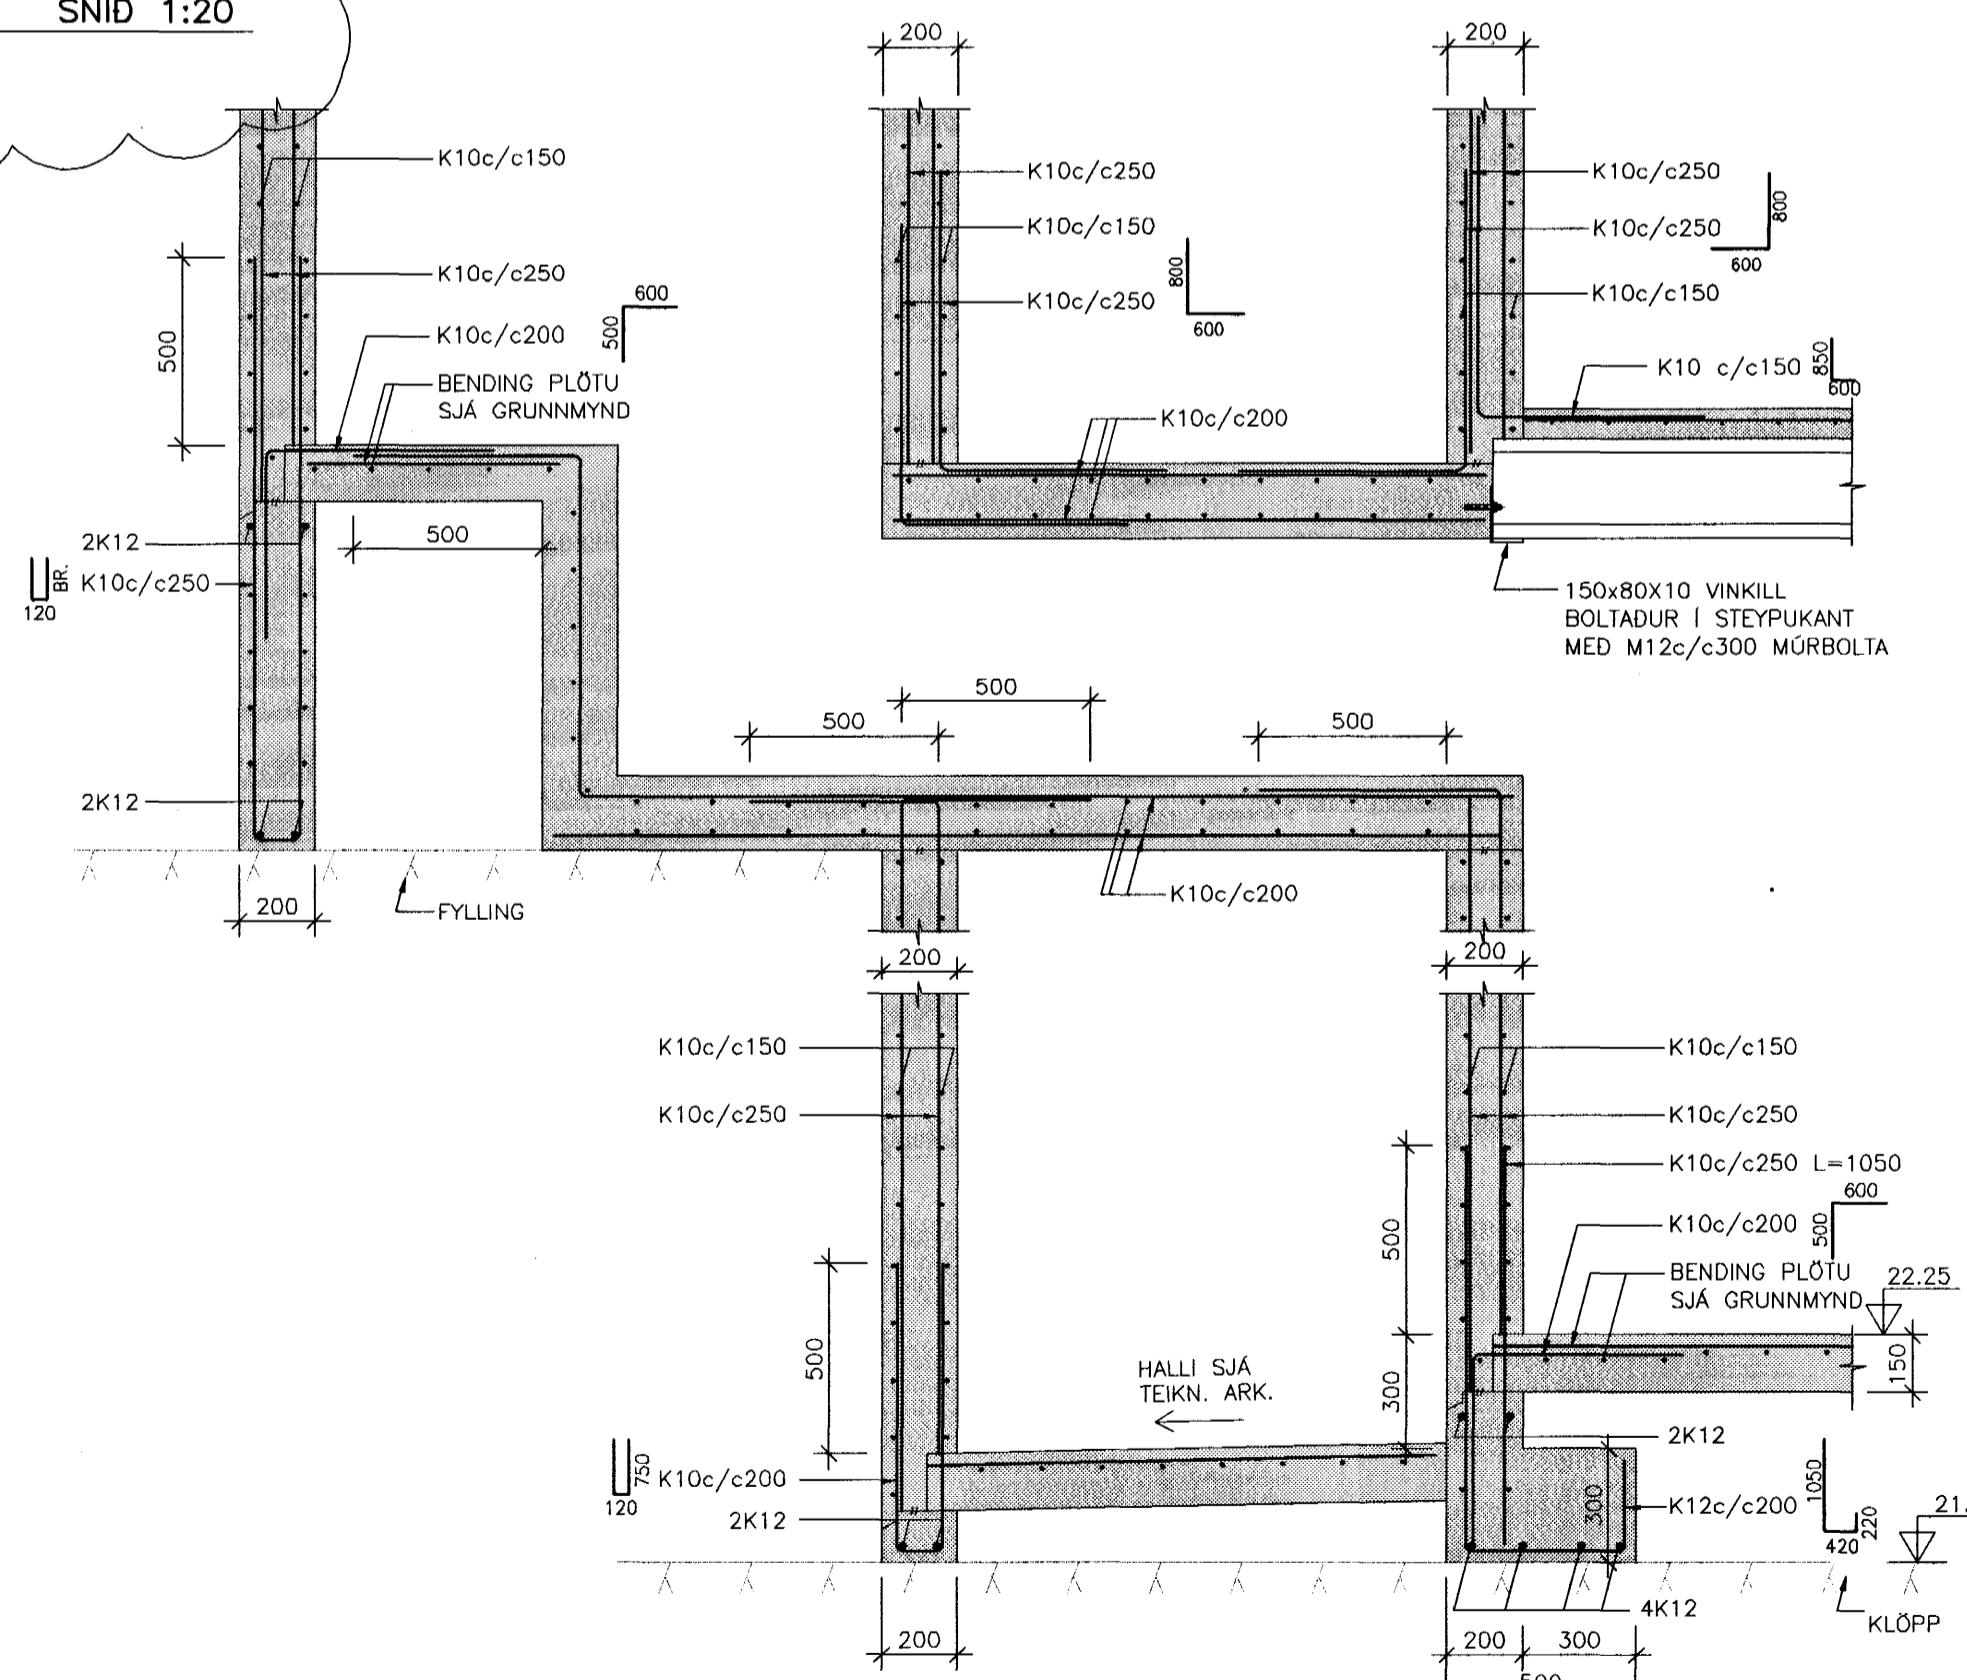 SNIÐ 1:20
200
200
K10c/c150
K10c/c250
K10c/c250
K10c/c150
K10c/c250
800
600
K10c/c250
K10c/c250
K10c/c150
800
600
K10c/c250
500
K10c/c200
500
600
BENDING PLÖTU
SJÁ GRUNNMYND
K10 c/c150
850
600
K10c/c200
500
2K12
BR.
K10c/c250
120
150x80X10 VINKILL
BOLTAÐUR Í STEYPUKANT
MEÐ M12c/c300 MÚRBOLTA
500
500
500
2K12
K10c/c200
200
FYLLING
200
200
K10c/c150
K10c/c250
K10c/c150
K10c/c250
K10c/c250 L=1050
600
500
K10c/c200
500
BENDING PLÖTU
SJÁ GRUNNMYND
22.25
150
500
300
HALLI SJÁ
TEIKN. ARK.
2K12
750
120
K10c/c200
2K12
300
K12c/c200
1050
420
220
21.
4K12
KLÖPP
200
200
300